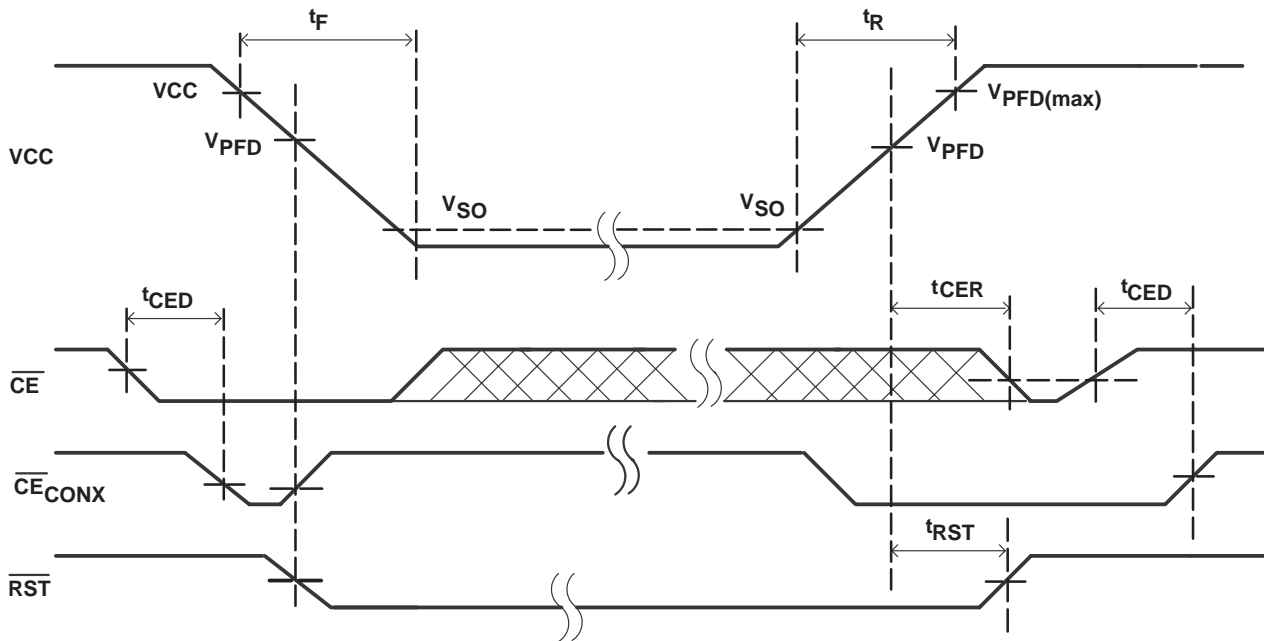 tF
tR
VCC
VPFD(max)
VPFD
VPFD
VCC
VSO
VSO
tCED
tCER
tCED
CE
CECONX
tRST
RST